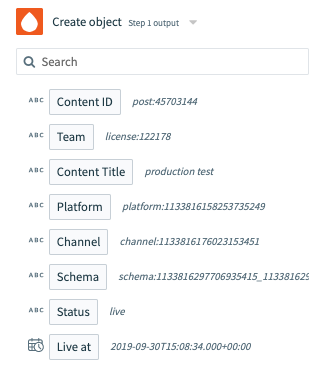 Create object Step 1 output
Search
ABC Content ID post:45703144
ABC Team license:122178
ABC Content Title production test
ABC Platform platform:1133816158253735249
ABC Channel channel:1133816176023153451
ABC Schema schema:1133816297706935415_113381629
ABC Status live
Live at 2019-09-30T15:08:34.000+00:00